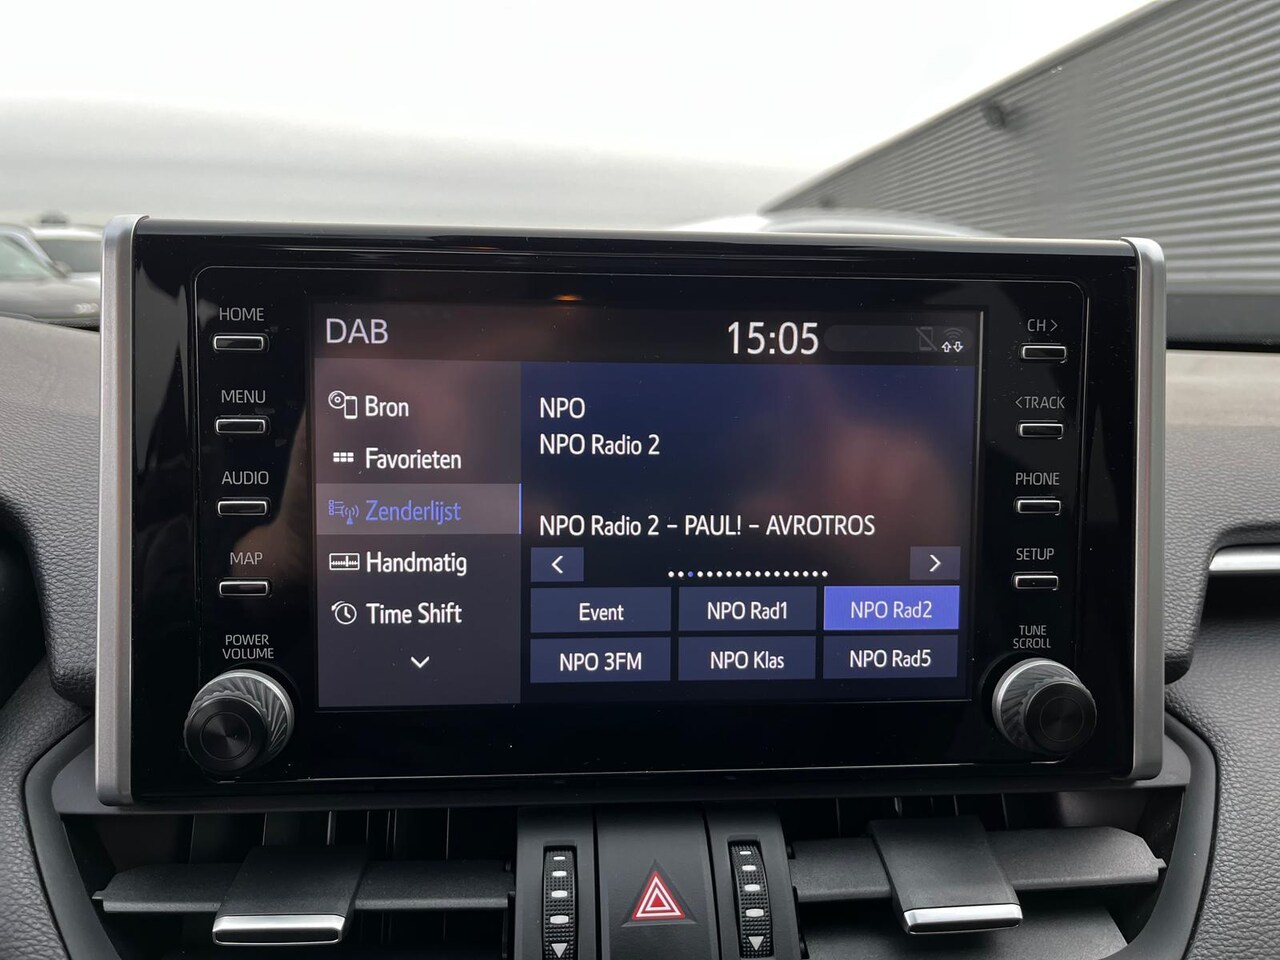 HOME
MENU
AUDIO
MAP
POWER
VOLUME
DAB
15:05
Bron
Favorieten
Zenderlijst
Handmatig
Time Shift
NPO
NPO Radio 2
NPO Radio 2 – PAUL! – AVROTROS
< >
Event
NPO Rad1
NPO Rad2
NPO 3FM
NPO Klas
NPO Rad5
CH >
<TRACK
PHONE
SETUP
TUNE
SCROLL